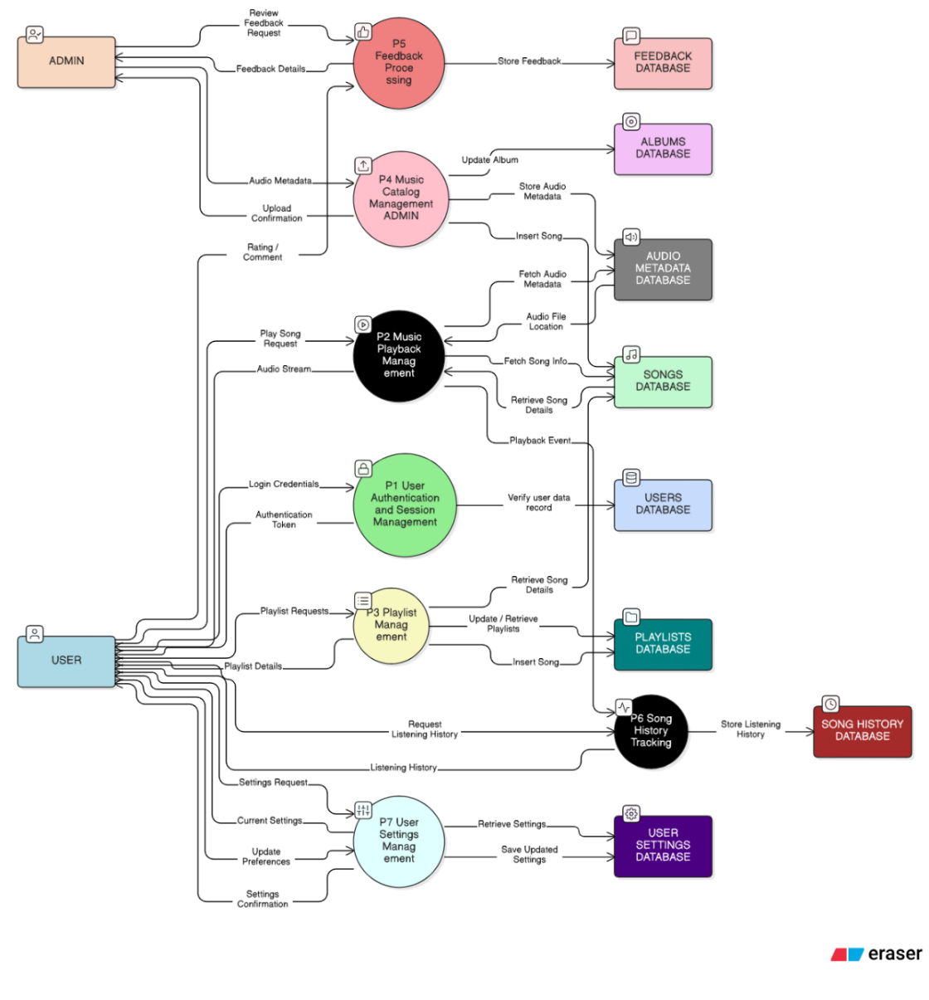 Review
Feedback
Request
ADMIN
P5
Feedback
Proce
ssing
Feedback Details
Store Feedback
FEEDBACK
DATABASE
ALBUMS
DATABASE
Update Album
P4 Music
Catalog
Management
ADMIN
Audio Metadata
Store Audio
Metadata
Upload
Confirmation
Insert Song
Rating /
Comment
AUDIO
METADATA
DATABASE
Fetch Audio
Metadata
Audio File
Location
Play Song
Request
P2 Music
Playback
Manag
ement
Audio Stream
Fetch Song Info
SONGS
DATABASE
Retrieve Song
Details
Playback Event
Login Credentials
P1 User
Authentication
and Session
Management
Authentication
Token
Verify user data
record
USERS
DATABASE
Retrieve Song
Details
Playlist Requests
P3 Playlist
Manag
ement
Update / Retrieve
Playlists
PLAYLISTS
DATABASE
USER
Playlist Details
Insert Song
Request
Listening History
P6 Song
History
Tracking
Store Listening
History
SONG HISTORY
DATABASE
Listening History
Settings Request
Current Settings
P7 User
Settings
Manag
ement
Retrieve Settings
USER
SETTINGS
DATABASE
Update
Preferences
Save Updated
Settings
Settings
Confirmation
eraser